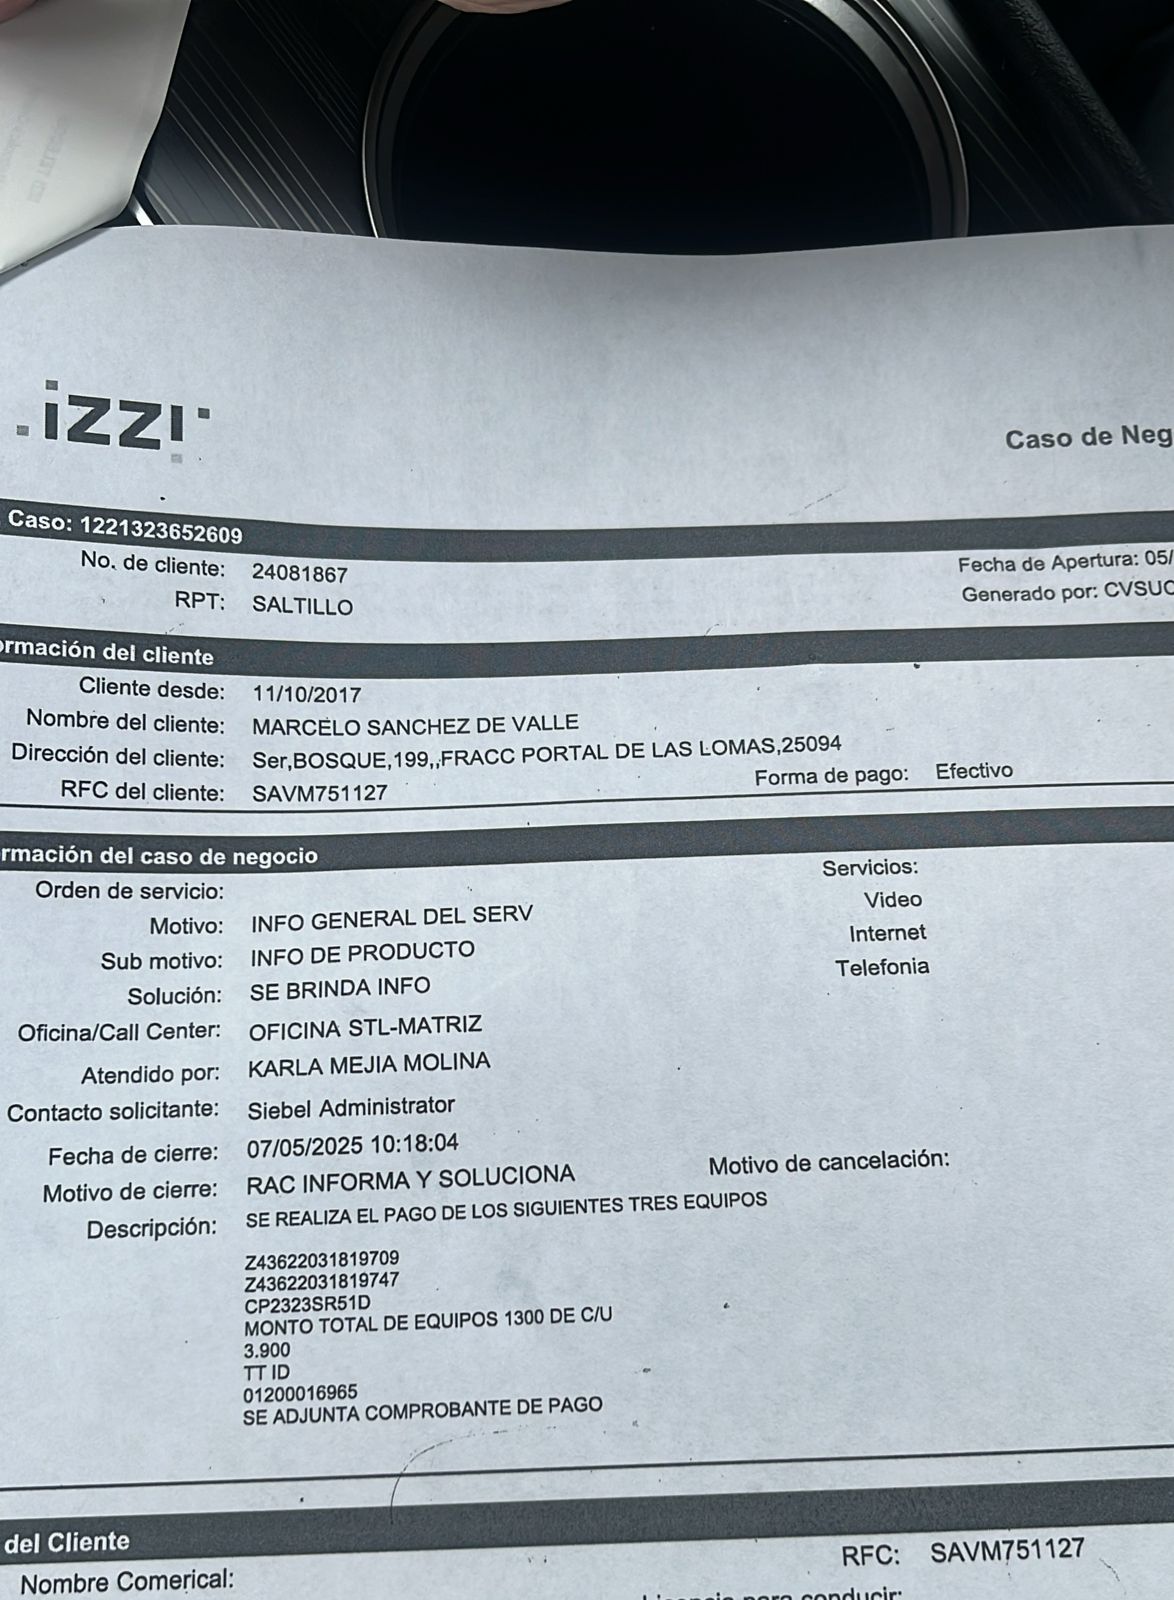 izzi
Caso de Neg
Caso: 1221323652609
No. de cliente: 24081867
Fecha de Apertura: 05/
RPT: SALTILLO
Generado por: CVSUC
ormación del cliente
Cliente desde: 11/10/2017
Nombre del cliente: MARCELO SANCHEZ DE VALLE
Dirección del cliente: Ser,BOSQUE,199,,FRACC PORTAL DE LAS LOMAS,25094
RFC del cliente: SAVM751127
Forma de pago: Efectivo
rmación del caso de negocio
Orden de servicio:
Servicios:
Motivo: INFO GENERAL DEL SERV
Video
Sub motivo: INFO DE PRODUCTO
Internet
Solución: SE BRINDA INFO
Telefonia
Oficina/Call Center: OFICINA STL-MATRIZ
Atendido por: KARLA MEJIA MOLINA
Contacto solicitante: Siebel Administrator
Fecha de cierre: 07/05/2025 10:18:04
Motivo de cierre: RAC INFORMA Y SOLUCIONA
Motivo de cancelación:
Descripción: SE REALIZA EL PAGO DE LOS SIGUIENTES TRES EQUIPOS
Z43622031819709
Z43622031819747
CP2323SR51D
MONTO TOTAL DE EQUIPOS 1300 DE C/U
3.900
TT ID
01200016965
SE ADJUNTA COMPROBANTE DE PAGO
del Cliente
RFC: SAVM751127
Nombre Comerical:
para conducir: